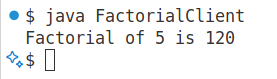 $ java FactorialClient
Factorial of 5 is 120
$